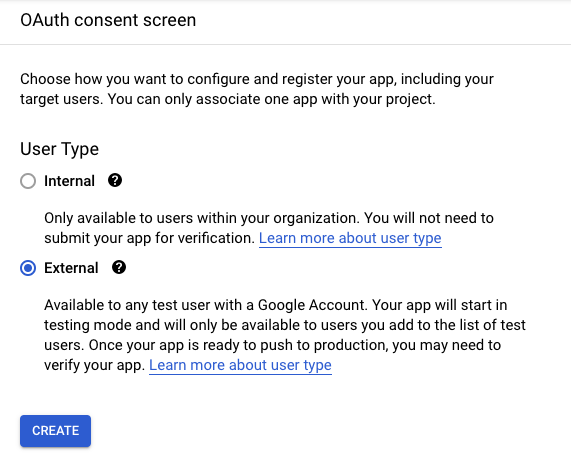 OAuth consent screen
Choose how you want to configure and register your app, including your
target users. You can only associate one app with your project.
User Type
Internal ?
Only available to users within your organization. You will not need to
submit your app for verification. Learn more about user type
External ?
Available to any test user with a Google Account. Your app will start in
testing mode and will only be available to users you add to the list of test
users. Once your app is ready to push to production, you may need to
verify your app. Learn more about user type
CREATE